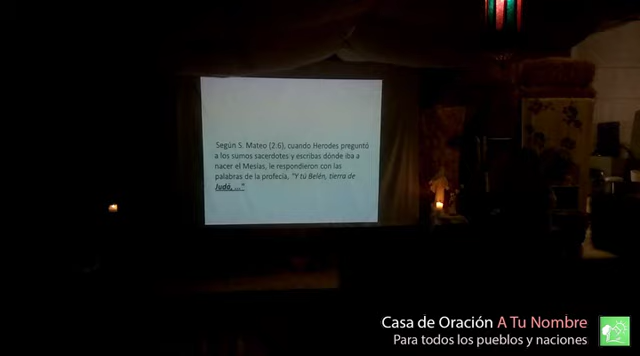 Según S. Mateo (2:6), cuando Herodes preguntó
a los sumos sacerdotes y escribas dónde iba a
nacer el Mesías, le respondieron con las
palabras de la profecía, "Y tú Belén, tierra de
Judá, ..."
Casa de Oración A Tu Nombre
Para todos los pueblos y naciones